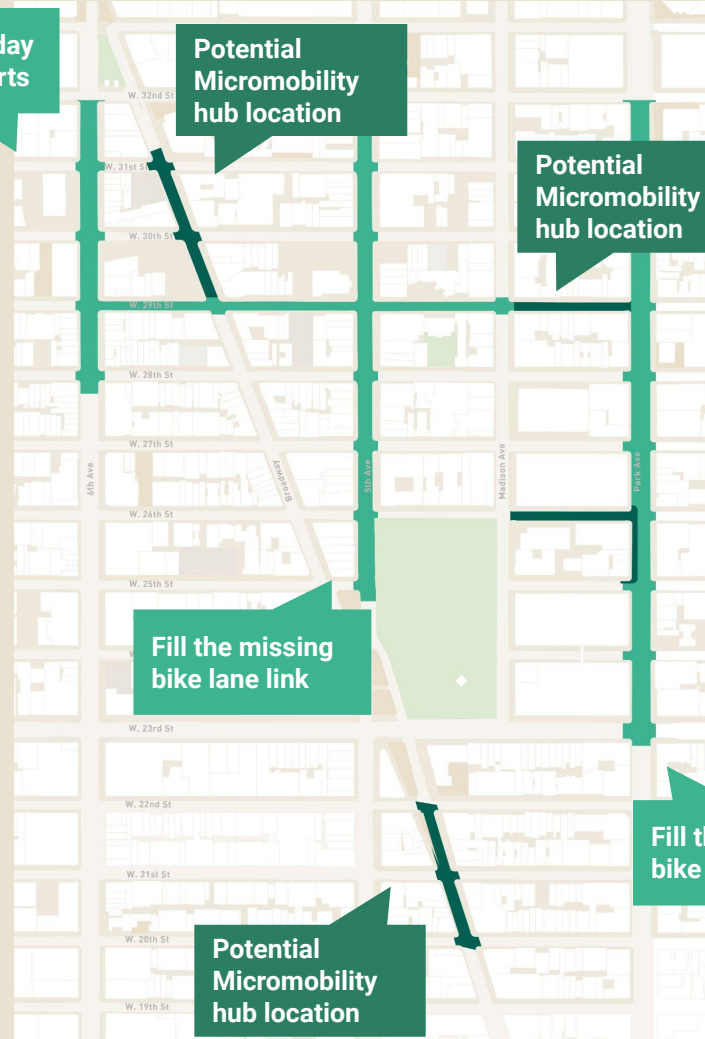 day
rts
Potential
Micromobility
hub location
W. 32nd St
Potential
Micromobility
hub location
W. 31st St
W. 30th St
W. 29th St
W. 28th St
W. 27th St
6th Ave
Broadway
5th Ave
Madison Ave
Park Ave
W. 26th St
W. 25th St
Fill the missing
bike lane link
W. 23rd St
W. 22nd St
Fill th
bike
W. 21st St
Potential
Micromobility
hub location
W. 20th St
W. 19th St